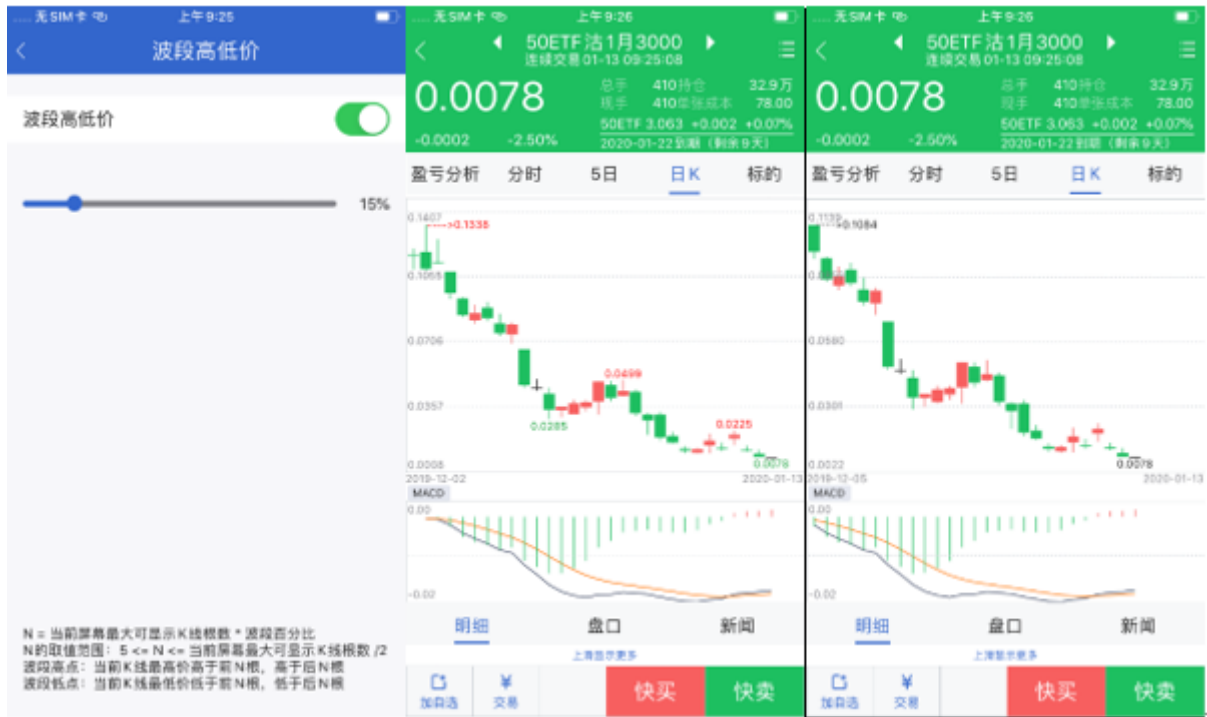 无SIM卡
上午9:25
波段高低价
波段高低价
15%
N = 当前屏幕最大可显示K线根数 * 波段百分比
N的取值范围：5 <= N <= 当前屏幕最大可显示K线根数 /2
波段高点：当前K线最高价高于前N根，高于后N根
波段低点：当前K线最低价低于前N根，低于后N根
无SIM卡
上午9:26
50ETF沽1月3000
连续交易 01-13 09:25:08
0.0078
总手 410 持仓 32.9万
现手 410 单张成本 78.00
50ETF 3.063 +0.002 +0.07%
-0.0002 -2.50%
2020-01-22到期（剩余9天）
盈亏分析 分时 5日 日K 标的
0.1407
->0.1338
0.1055
0.0706
0.0499
0.0357
0.0285
0.0225
0.0008
0.0078
2019-12-02 2020-01-13
MACD
0.00
-0.02
明细 盘口 新闻
上滑显示更多
加自选 交易 快买 快卖
无SIM卡
上午9:26
50ETF沽1月3000
连续交易 01-13 09:25:08
0.0078
总手 410 持仓 32.9万
现手 410 单张成本 78.00
50ETF 3.063 +0.002 +0.07%
-0.0002 -2.50%
2020-01-22到期（剩余9天）
盈亏分析 分时 5日 日K 标的
0.1139
0.1084
0.0580
0.0301
0.0022
0.0078
2019-12-05 2020-01-13
MACD
0.00
-0.02
明细 盘口 新闻
上滑显示更多
加自选 交易 快买 快卖